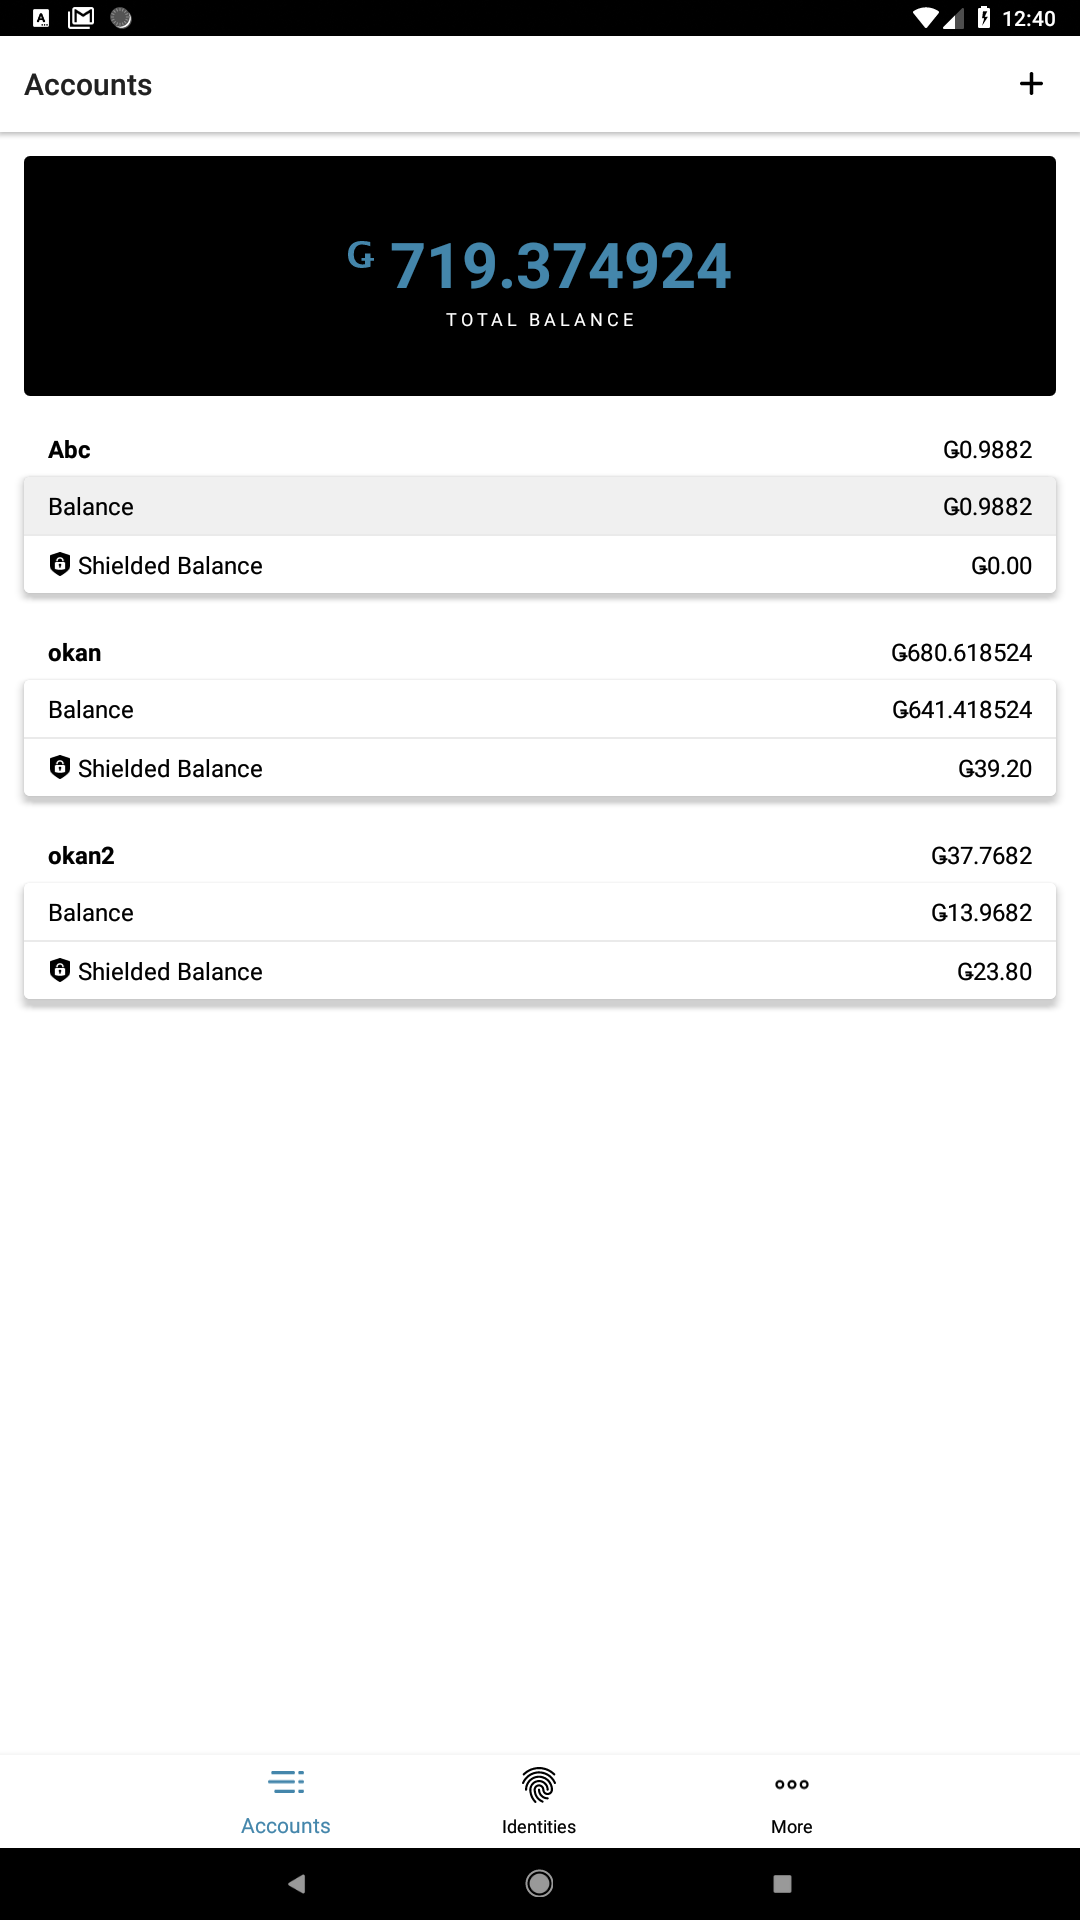 12:40
Accounts
Ǥ 719.374924
TOTAL BALANCE
Abc Ǥ0.9882
Balance Ǥ0.9882
Shielded Balance Ǥ0.00
okan Ǥ680.618524
Balance Ǥ641.418524
Shielded Balance Ǥ39.20
okan2 Ǥ37.7682
Balance Ǥ13.9682
Shielded Balance Ǥ23.80
Accounts Identities More